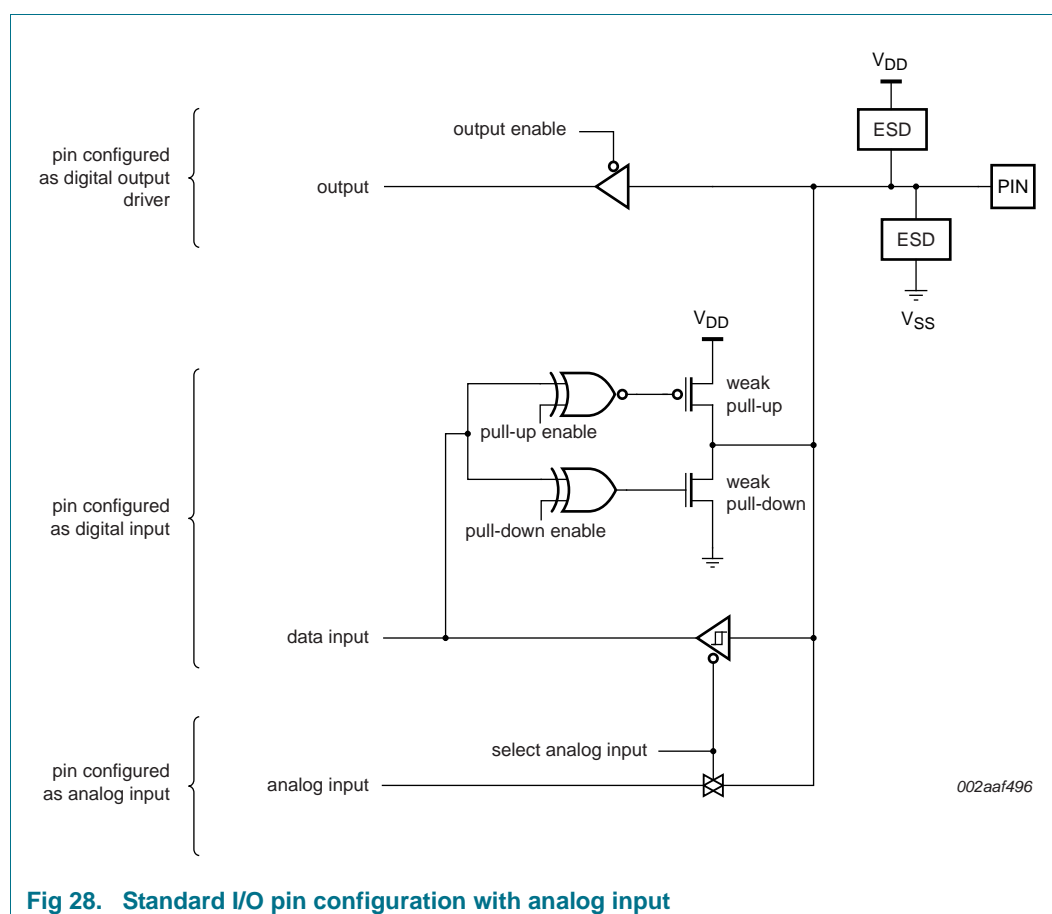 VDD
ESD
output enable
pin configured
as digital output
driver
output
PIN
ESD
VSS
VDD
weak
pull-up
pull-up enable
pin configured
as digital input
weak
pull-down
pull-down enable
data input
select analog input
pin configured
as analog input
analog input
002aaf496
Fig 28. Standard I/O pin configuration with analog input